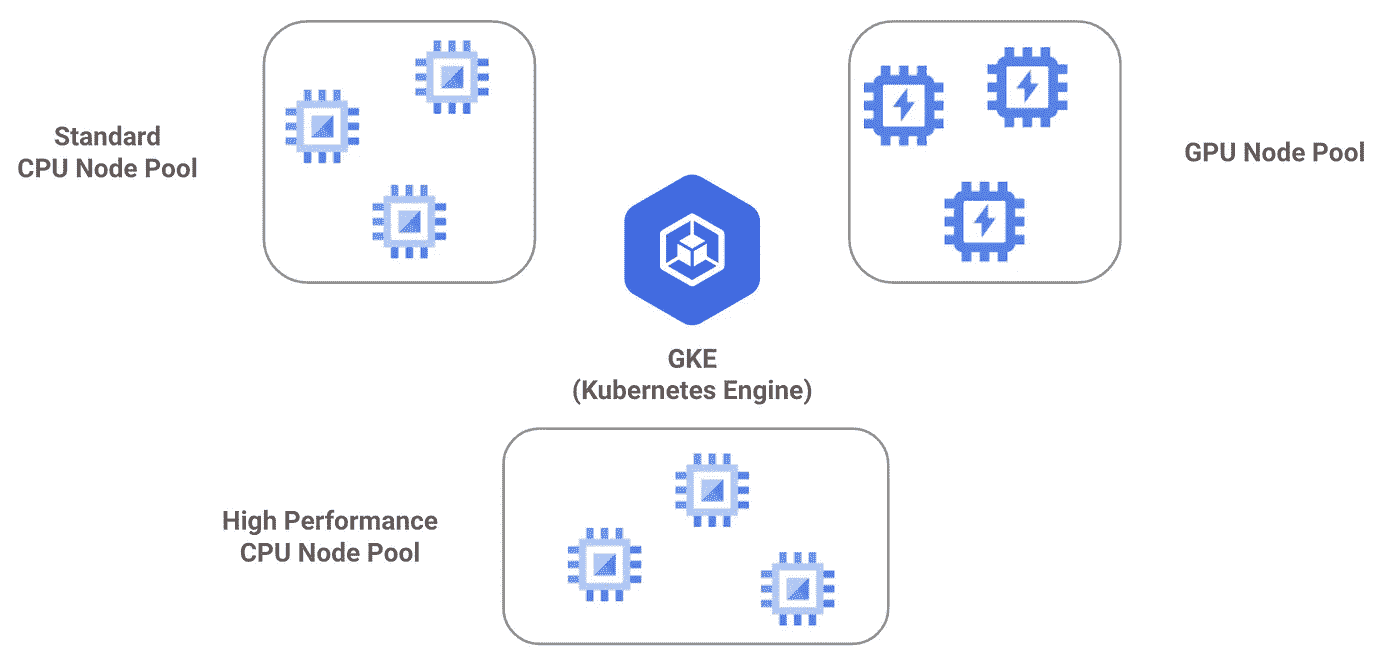 Standard
CPU Node Pool
GPU Node Pool
GKE
(Kubernetes Engine)
High Performance
CPU Node Pool